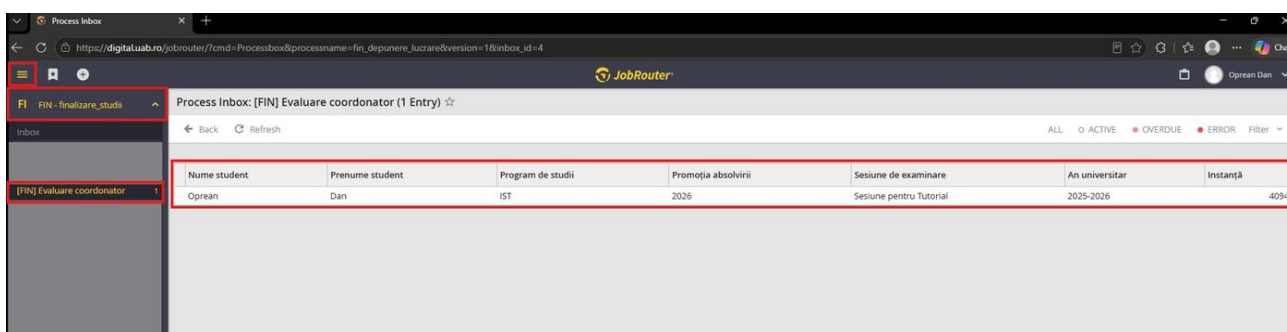 Process Inbox
https://digital.uab.ro/jobrouter/?cmd=Processbox&processname=fin_depunere_lucrare&version=1&inbox_id=4
Cha
JobRouter
Oprean Dan
FI FIN - finalizare_studii
Process Inbox: [FIN] Evaluare coordonator (1 Entry)
Inbox
Back Refresh ALL ACTIVE OVERDUE ERROR Filter
Nume student Prenume student Program de studii Promoția absolvirii Sesiune de examinare An universitar Instanță
[FIN] Evaluare coordonator 1
Oprean Dan IST 2026 Sesiune pentru Tutorial 2025-2026 4094